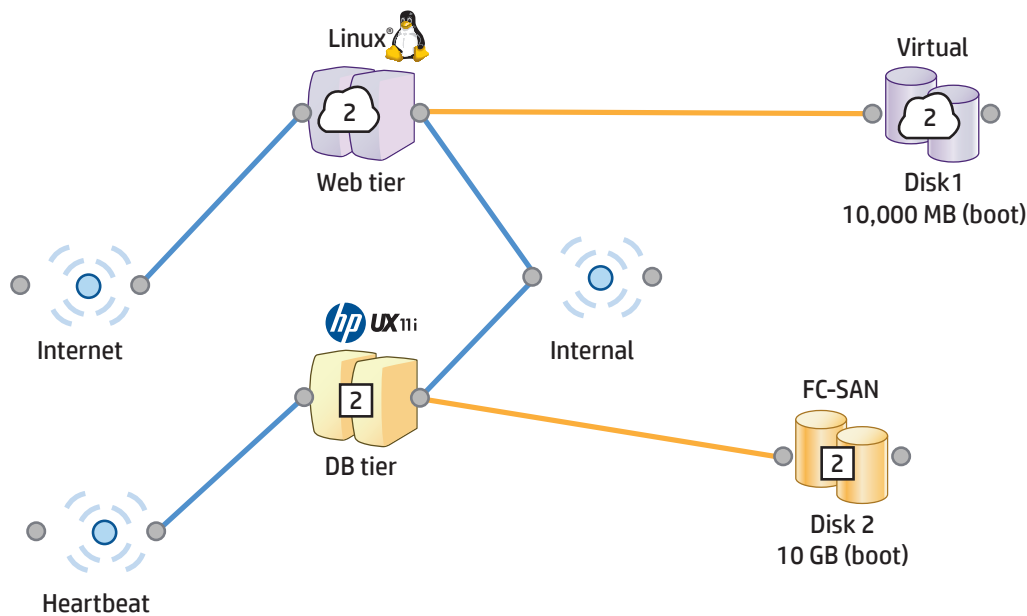 Linux®
2
Web tier
Virtual
2
Disk1
10,000 MB (boot)
Internet
Internal
hp UX 11i
2
DB tier
FC-SAN
2
Disk 2
10 GB (boot)
Heartbeat